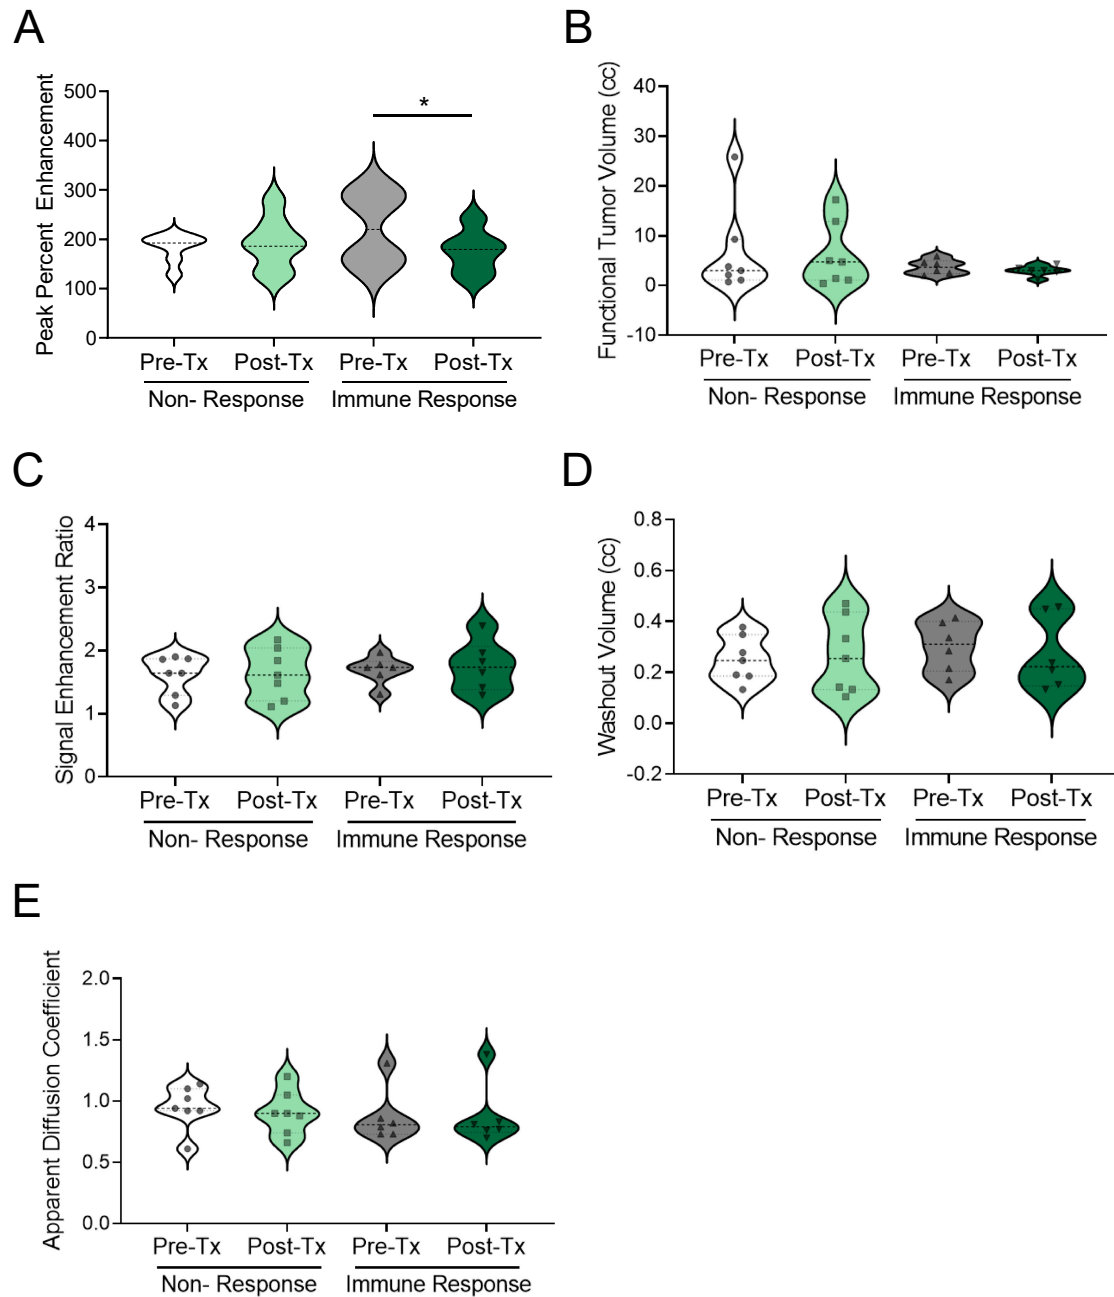 A
Peak Percent Enhancement
500
400
300
200
100
0
*
Pre-Tx Post-Tx Pre-Tx Post-Tx
Non- Response Immune Response
B
Functional Tumor Volume (cc)
40
30
20
10
0
-10
Pre-Tx Post-Tx Pre-Tx Post-Tx
Non- Response Immune Response
C
Signal Enhancement Ratio
4
3
2
1
0
Pre-Tx Post-Tx Pre-Tx Post-Tx
Non- Response Immune Response
D
Washout Volume (cc)
0.8
0.6
0.4
0.2
0.0
-0.2
Pre-Tx Post-Tx Pre-Tx Post-Tx
Non- Response Immune Response
E
Apparent Diffusion Coefficient
2.0
1.5
1.0
0.5
0.0
Pre-Tx Post-Tx Pre-Tx Post-Tx
Non- Response Immune Response